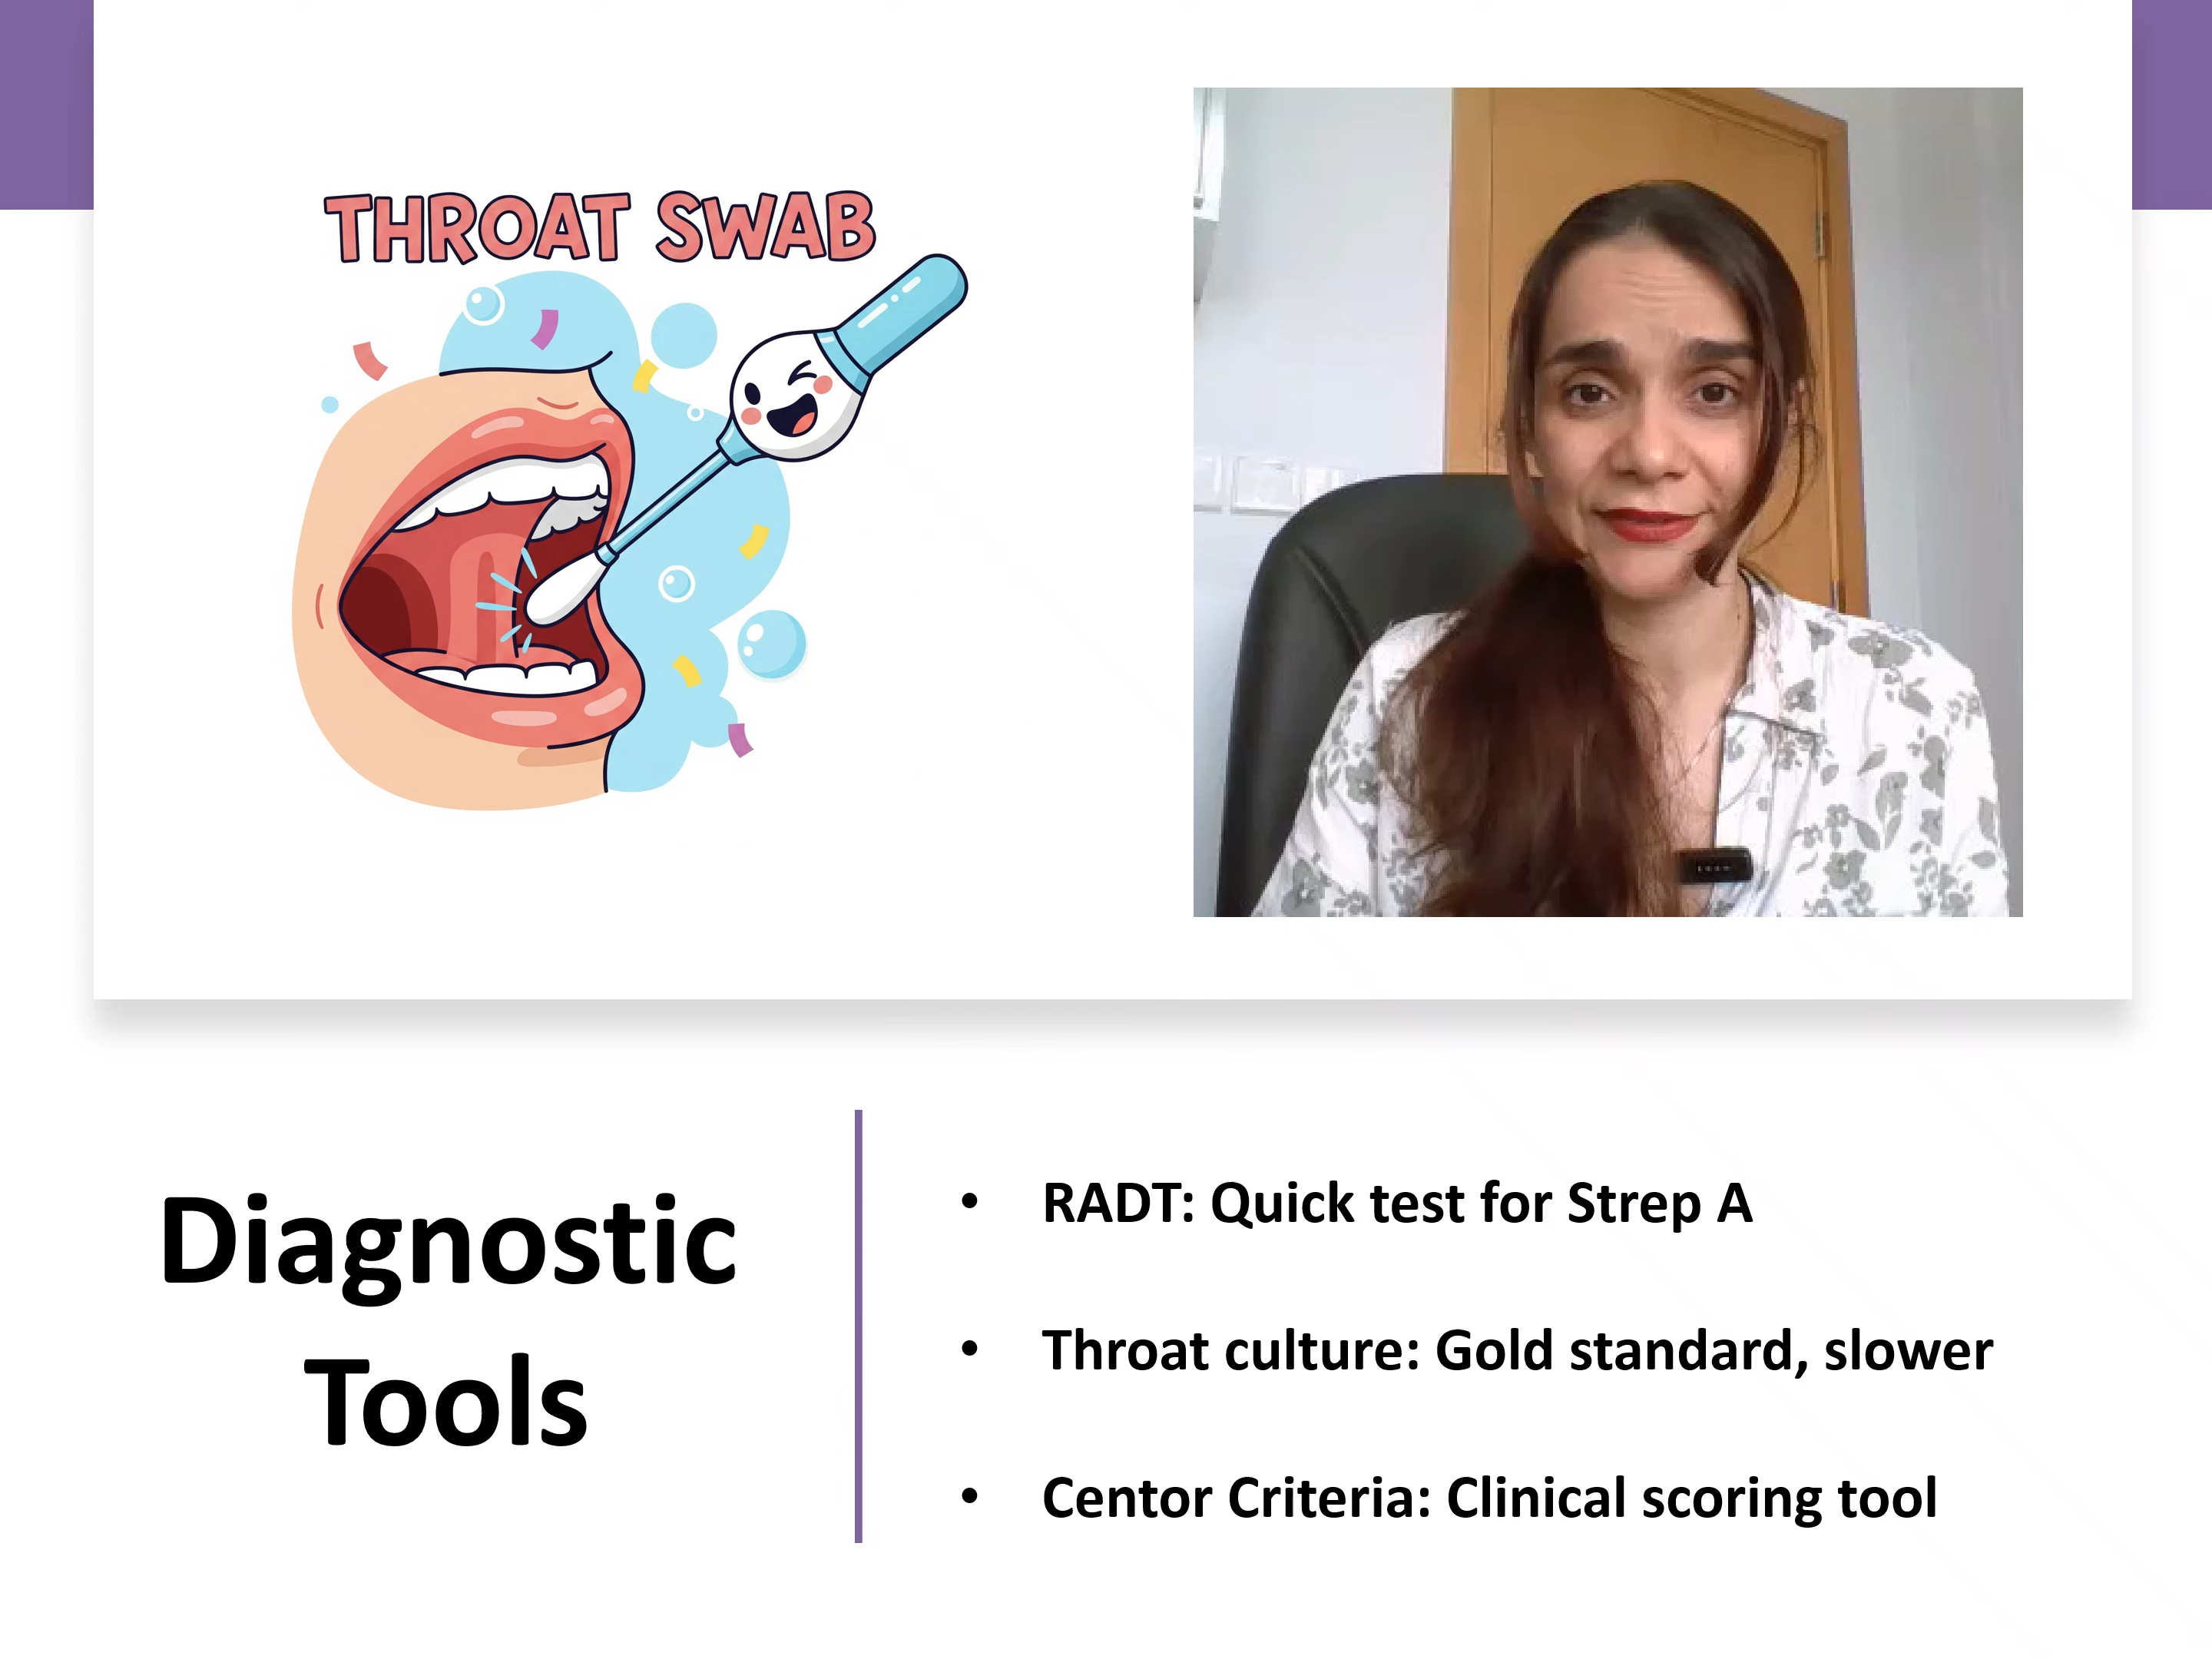 THROAT SWAB
Diagnostic
Tools
• RADT: Quick test for Strep A
• Throat culture: Gold standard, slower
• Centor Criteria: Clinical scoring tool